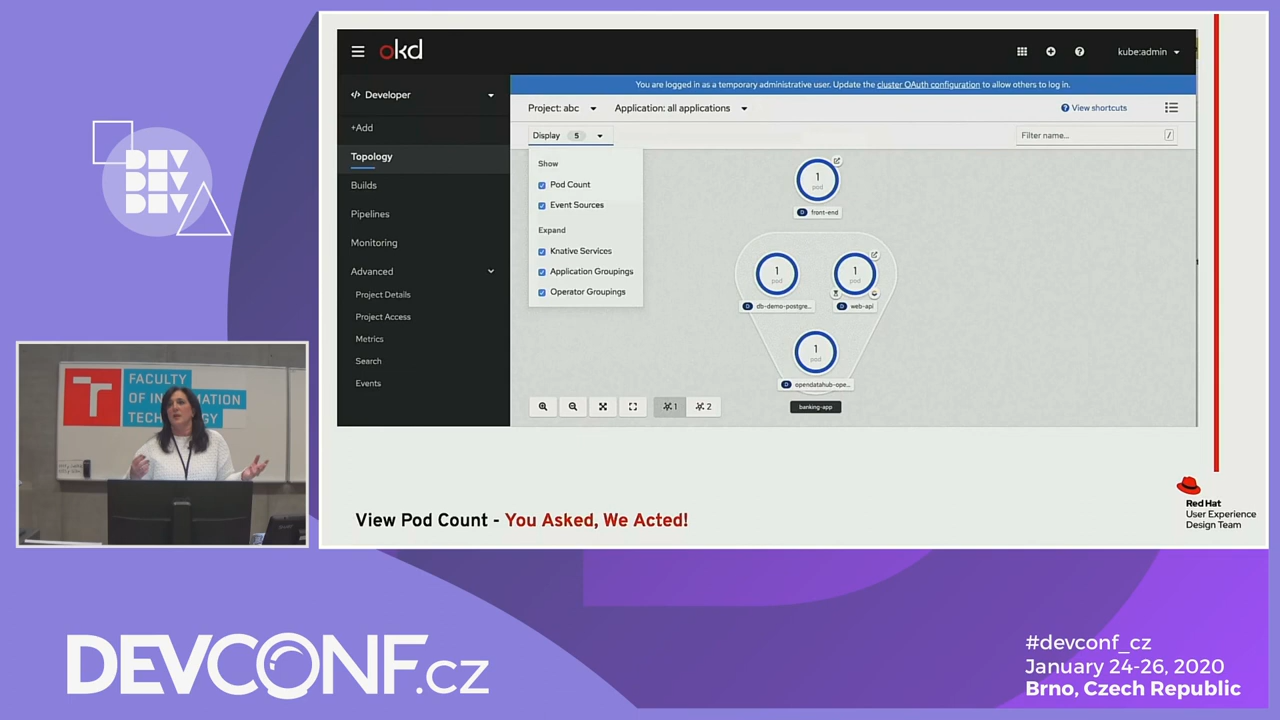 okd
kube:admin
You are logged in as a temporary administrative user. Update the cluster OAuth configuration to allow others to log in.
Developer
+Add
Topology
Builds
Pipelines
Monitoring
Advanced
Project Details
Project Access
Metrics
Search
Events
Project: abc
Application: all applications
View shortcuts
Display 5
Filter name... /
Show
Pod Count
Event Sources
Expand
Knative Services
Application Groupings
Operator Groupings
1
pod
D front-end
1
pod
D db-demo-postgre...
1
pod
D web-api
1
pod
D opendatahub-ope...
banking-app
1
2
View Pod Count - You Asked, We Acted!
Red Hat
User Experience
Design Team
DEV
DEV
DEV
FACULTY
OF INFORMATION
TECHNOLOGY
DEVCONF.cz
#devconf_cz
January 24-26, 2020
Brno, Czech Republic